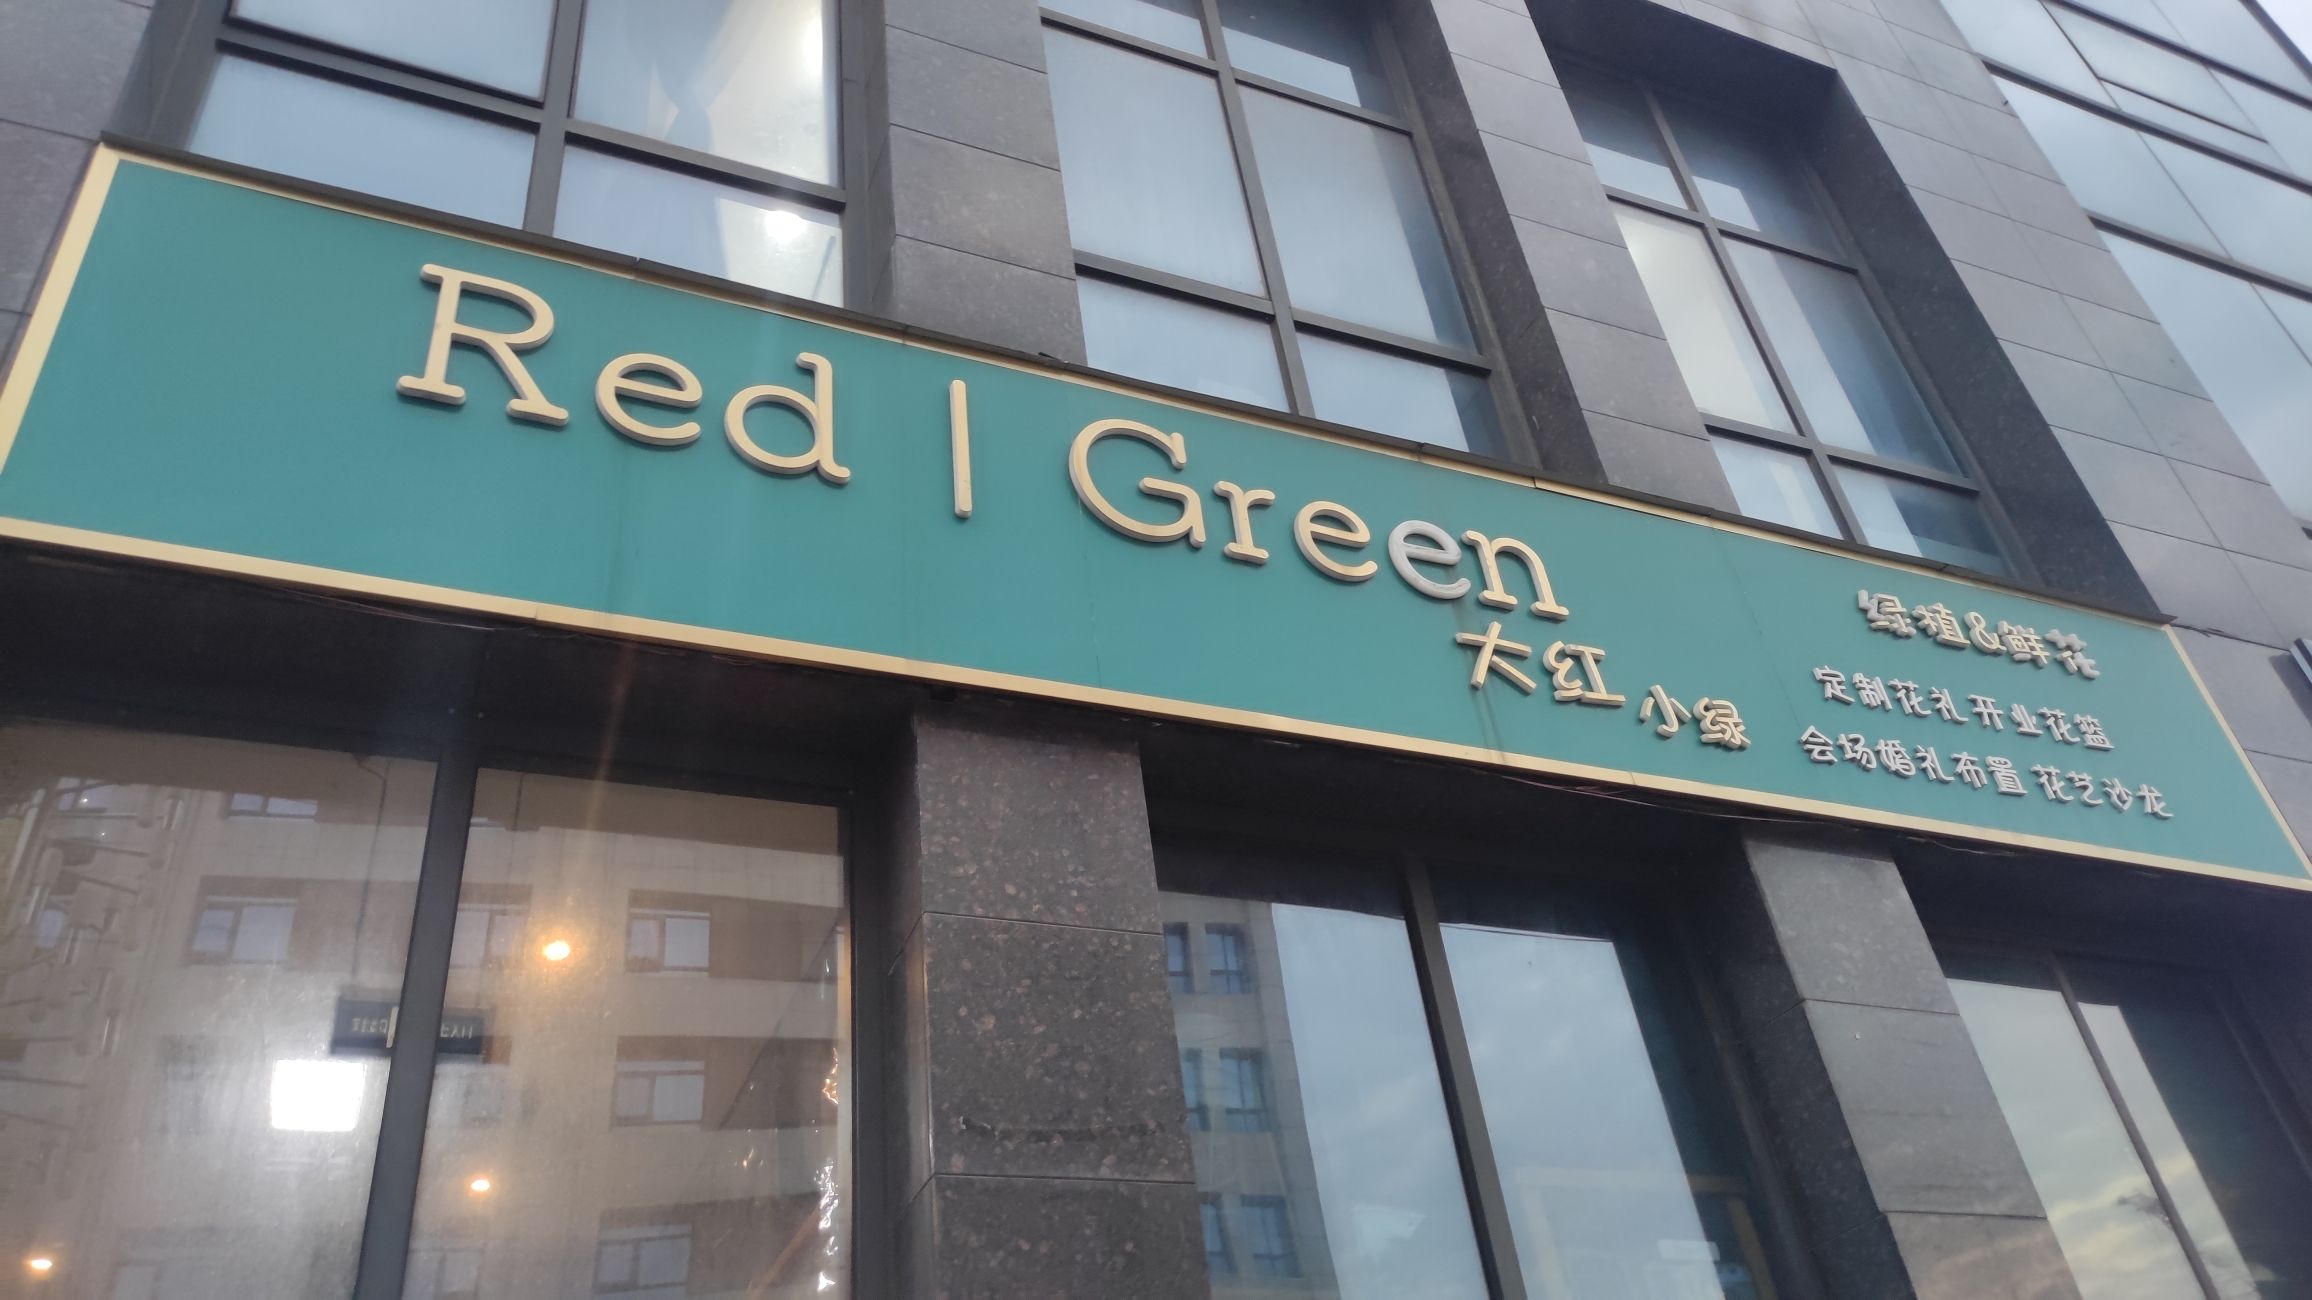 Red | Green
大红 小绿
绿植&鲜花
定制花礼 开业花篮
会场婚礼布置 花艺沙龙